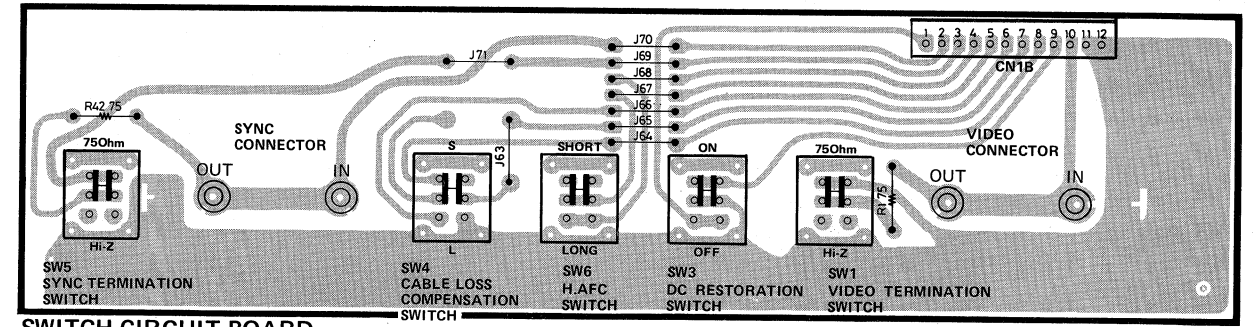 1 2 3 4 5 6 7 8 9 10 11 12
CN1B
J70
J71
J69
J68
J67
J66
J65
J64
J63
R42 75
SYNC
CONNECTOR
OUT
IN
VIDEO
CONNECTOR
OUT
IN
R1 75
75Ohm
Hi-Z
S
L
SHORT
LONG
ON
OFF
75Ohm
Hi-Z
SW5
SYNC TERMINATION
SWITCH
SW4
CABLE LOSS
COMPENSATION
SWITCH
SW6
H.AFC
SWITCH
SW3
DC RESTORATION
SWITCH
SW1
VIDEO TERMINATION
SWITCH
SWITCH CIRCUIT BOARD